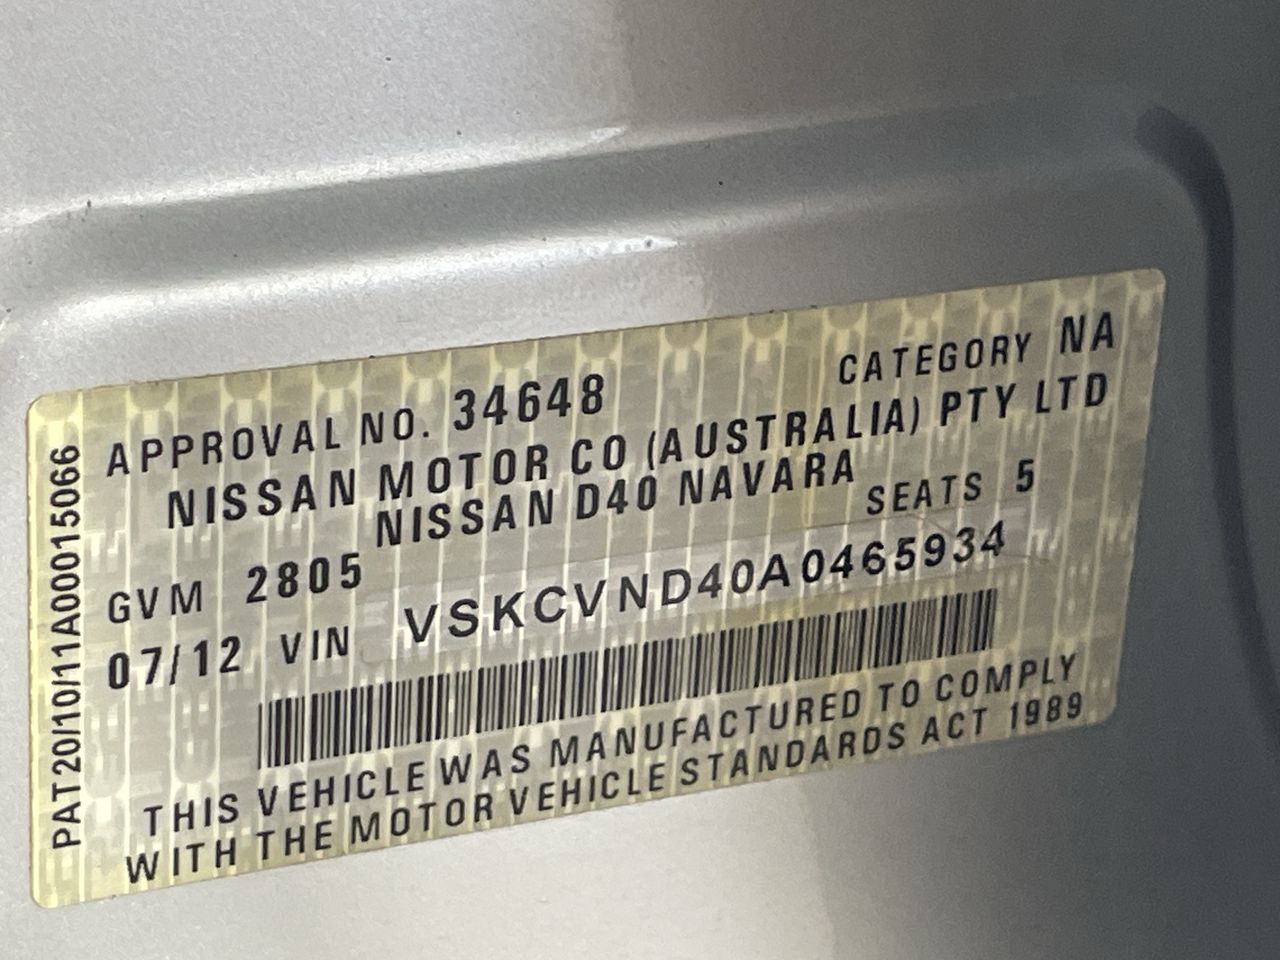 PAT20/10/11A00015066
APPROVAL NO. 34648 CATEGORY NA
NISSAN MOTOR CO (AUSTRALIA) PTY LTD
NISSAN D40 NAVARA
GVM 2805 SEATS 5
07/12 VIN VSKCVND40A0465934
THIS VEHICLE WAS MANUFACTURED TO COMPLY
WITH THE MOTOR VEHICLE STANDARDS ACT 1989